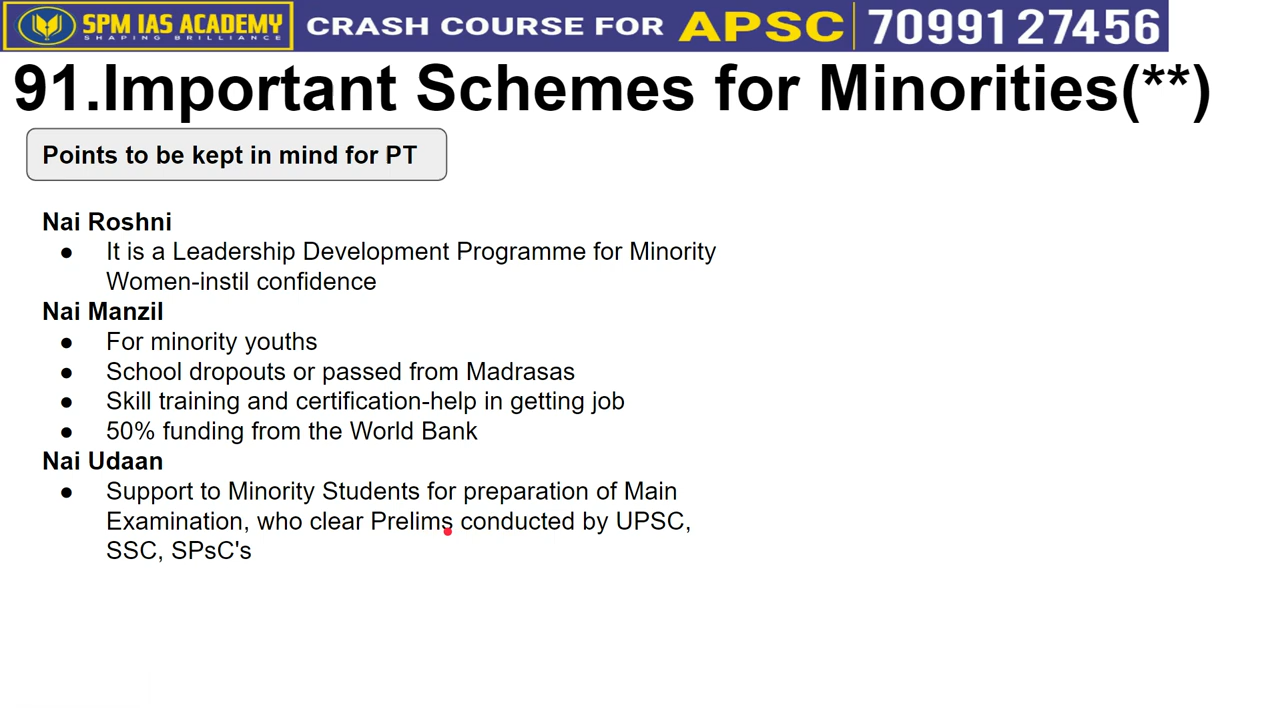 SPM IAS ACADEMY
SHAPING BRILLIANCE
CRASH COURSE FOR APSC 70991 27456
91.Important Schemes for Minorities(**)
Points to be kept in mind for PT
Nai Roshni
● It is a Leadership Development Programme for Minority
Women-instil confidence
Nai Manzil
● For minority youths
● School dropouts or passed from Madrasas
● Skill training and certification-help in getting job
● 50% funding from the World Bank
Nai Udaan
● Support to Minority Students for preparation of Main
Examination, who clear Prelims conducted by UPSC,
SSC, SPsC's